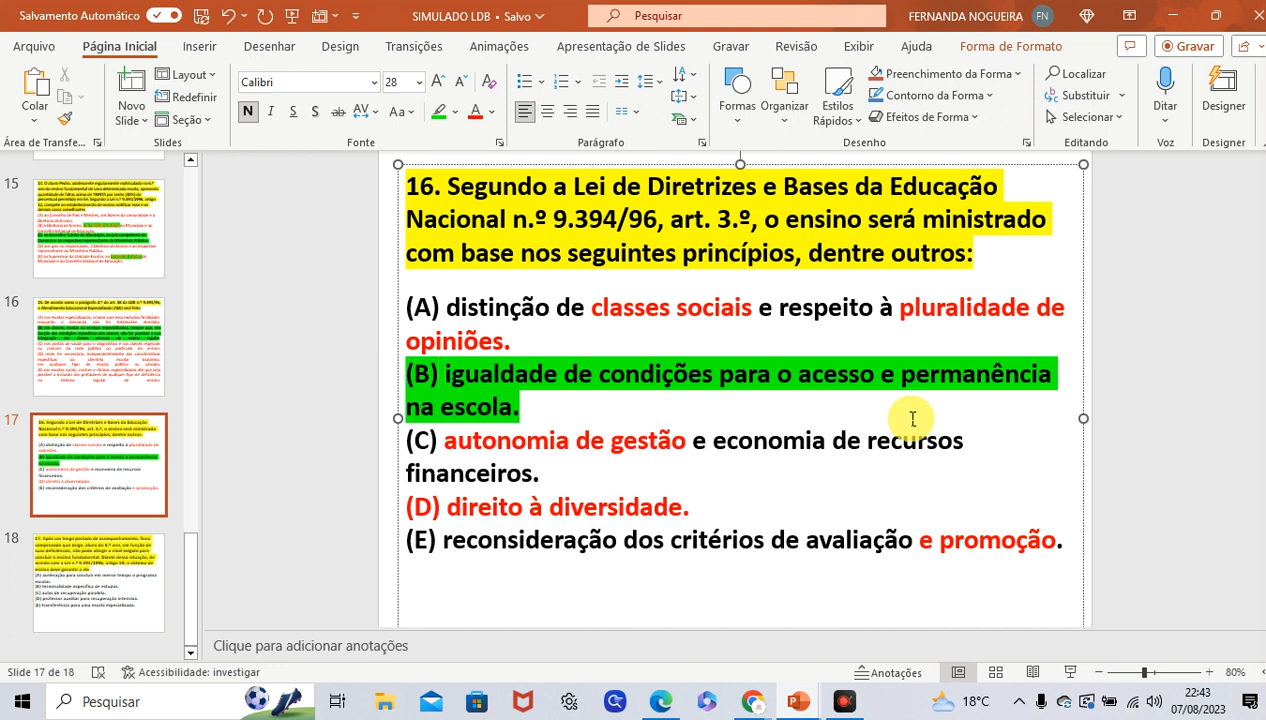 SIMULADO LDB • Salvo
Pesquisar
FERNANDA NOGUEIRA
FN
Arquivo
Página Inicial
Inserir
Desenhar
Design
Transições
Animações
Apresentação de Slides
Gravar
Revisão
Exibir
Ajuda
Forma de Formato
Gravar
Colar
Novo
Slide
Layout
Redefinir
Seção
Calibri
28
N
I
S
S
ab
AV
Aa
A
Formas
Organizar
Estilos
Rápidos
Preenchimento da Forma
Contorno da Forma
Efeitos de Forma
Localizar
Substituir
Selecionar
Ditar
Designer
Área de Transfe...
Slides
Fonte
Parágrafo
Desenho
Editando
Voz
Designer
15
16
17
18
16. Segundo a Lei de Diretrizes e Bases da Educação
Nacional n.º 9.394/96, art. 3.º, o ensino será ministrado
com base nos seguintes princípios, dentre outros:
(A) distinção de classes sociais e respeito à pluralidade de
opiniões.
(B) igualdade de condições para o acesso e permanência
na escola.
(C) autonomia de gestão e economia de recursos
financeiros.
(D) direito à diversidade.
(E) reconsideração dos critérios de avaliação e promoção.
Clique para adicionar anotações
Slide 17 de 18
Acessibilidade: investigar
Anotações
80%
Pesquisar
18°C
22:43
07/08/2023